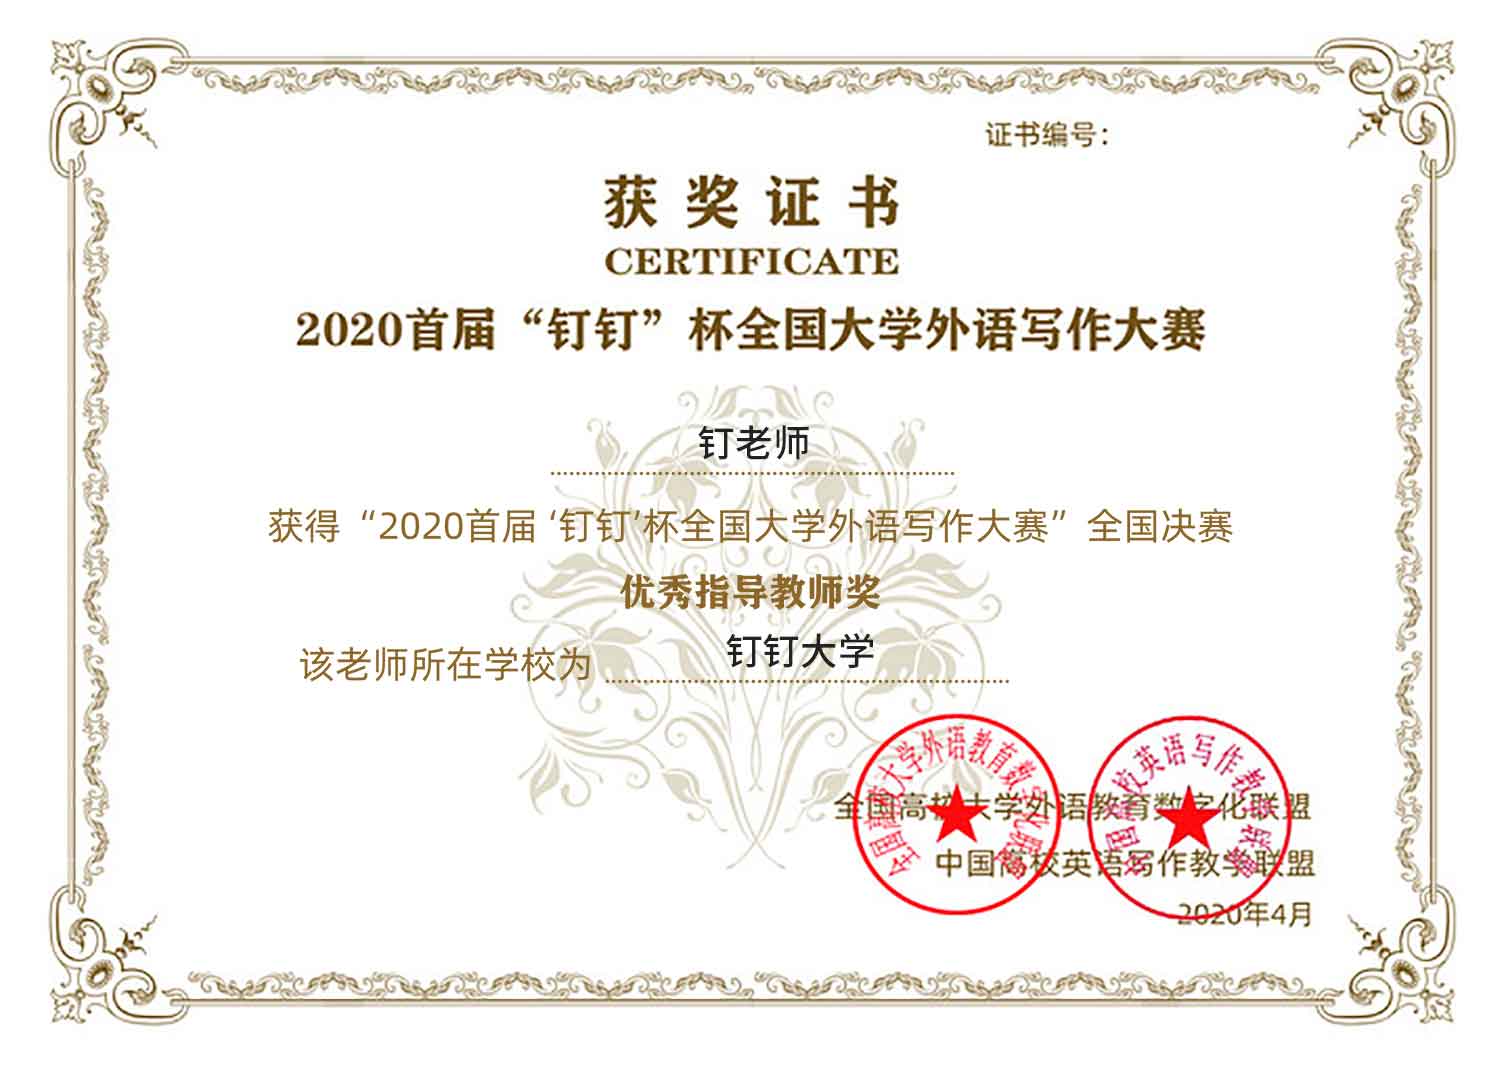 证书编号：
获奖证书
CERTIFICATE
2020首届“钉钉”杯全国大学外语写作大赛
钉老师
获得“2020首届‘钉钉’杯全国大学外语写作大赛”全国决赛
优秀指导教师奖
该老师所在学校为 钉钉大学
全国高校大学外语教育数字化联盟
中国高校英语写作教学联盟
2020年4月
全国高校大学外语教育数字化联盟
中国高校英语写作教学联盟